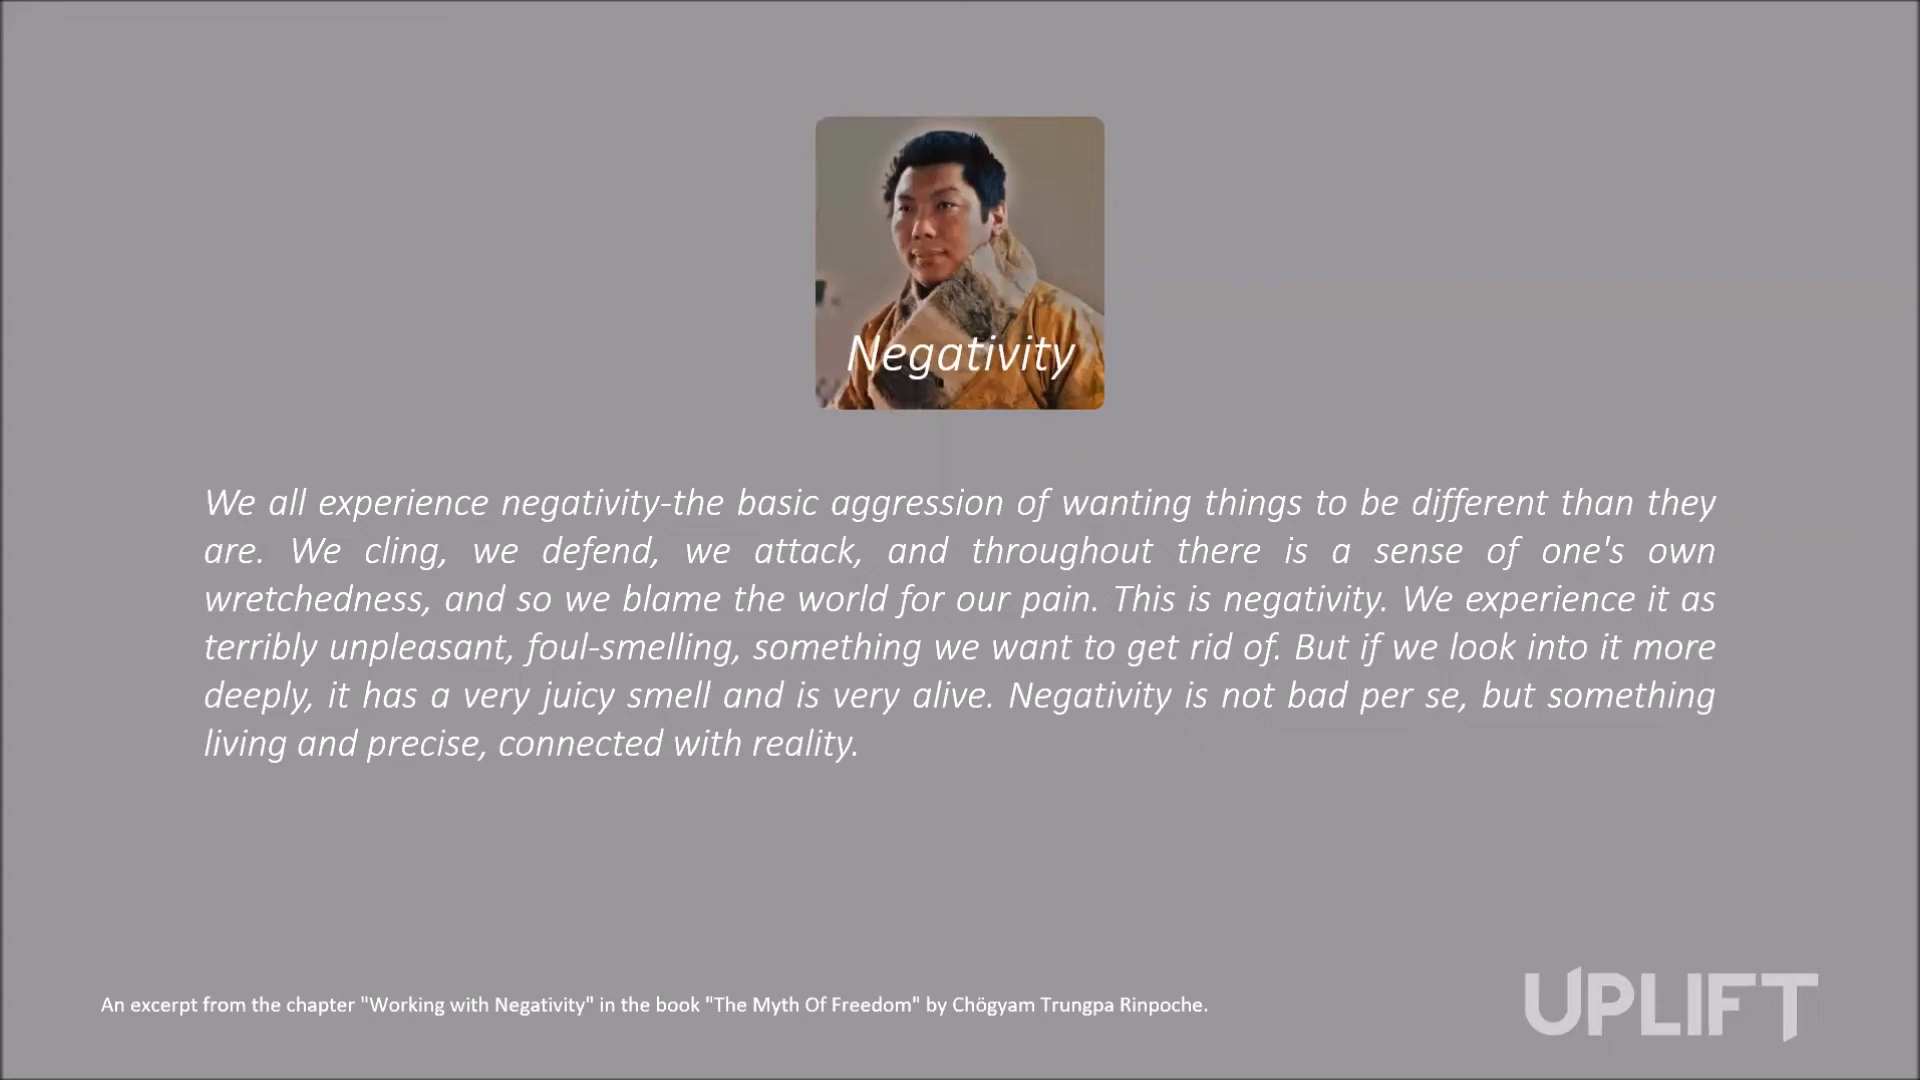 Negativity
We all experience negativity-the basic aggression of wanting things to be different than they
are. We cling, we defend, we attack, and throughout there is a sense of one's own
wretchedness, and so we blame the world for our pain. This is negativity. We experience it as
terribly unpleasant, foul-smelling, something we want to get rid of. But if we look into it more
deeply, it has a very juicy smell and is very alive. Negativity is not bad per se, but something
living and precise, connected with reality.
An excerpt from the chapter "Working with Negativity" in the book "The Myth Of Freedom" by Chögyam Trungpa Rinpoche.
UPLIFT